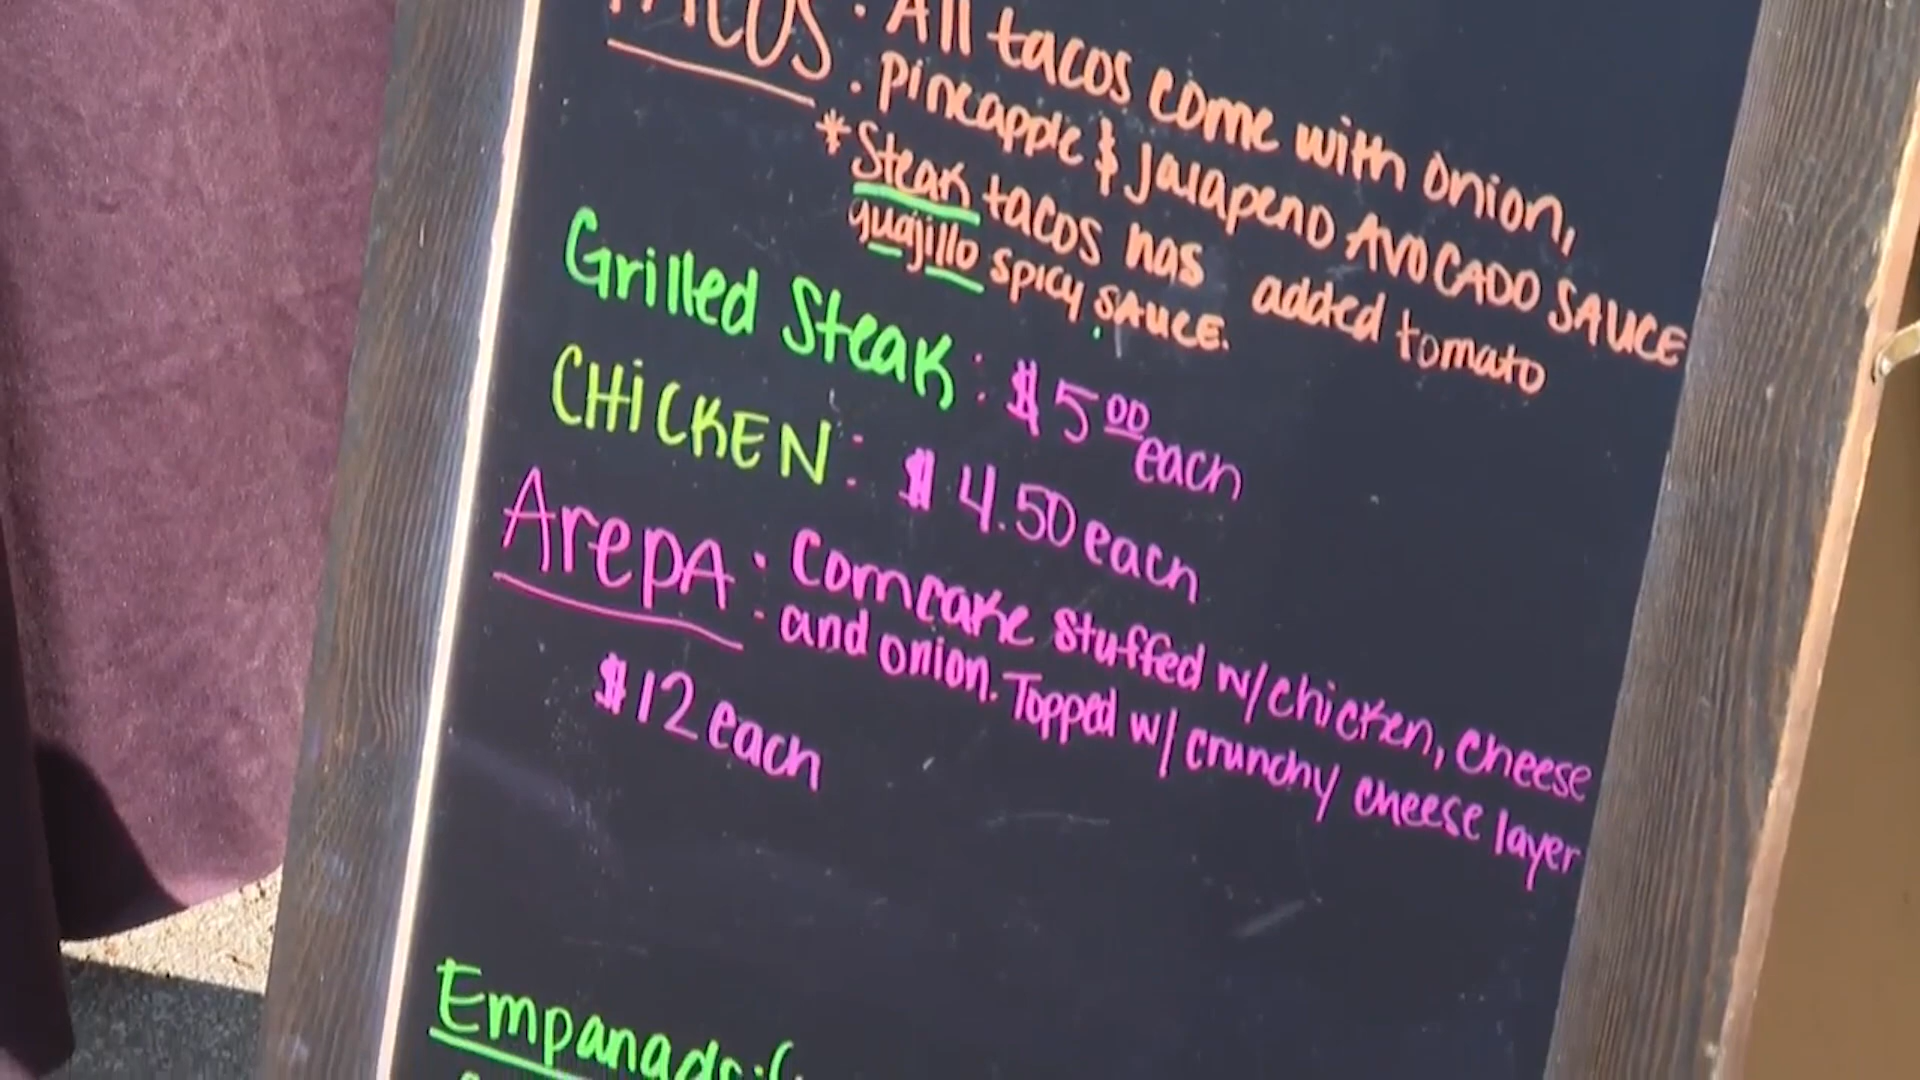 TACOS : All tacos come with onion,
. pineapple & jalapeno AVOCADO SAUCE
* Steak tacos has added tomato
guajillo spicy SAUCE.
Grilled Steak : $5.00 each
CHICKEN : $4.50 each
ArepA : Corncake stuffed w/chicken, cheese
- and onion. Topped w/ crunchy cheese layer
$12 each
Empanads: